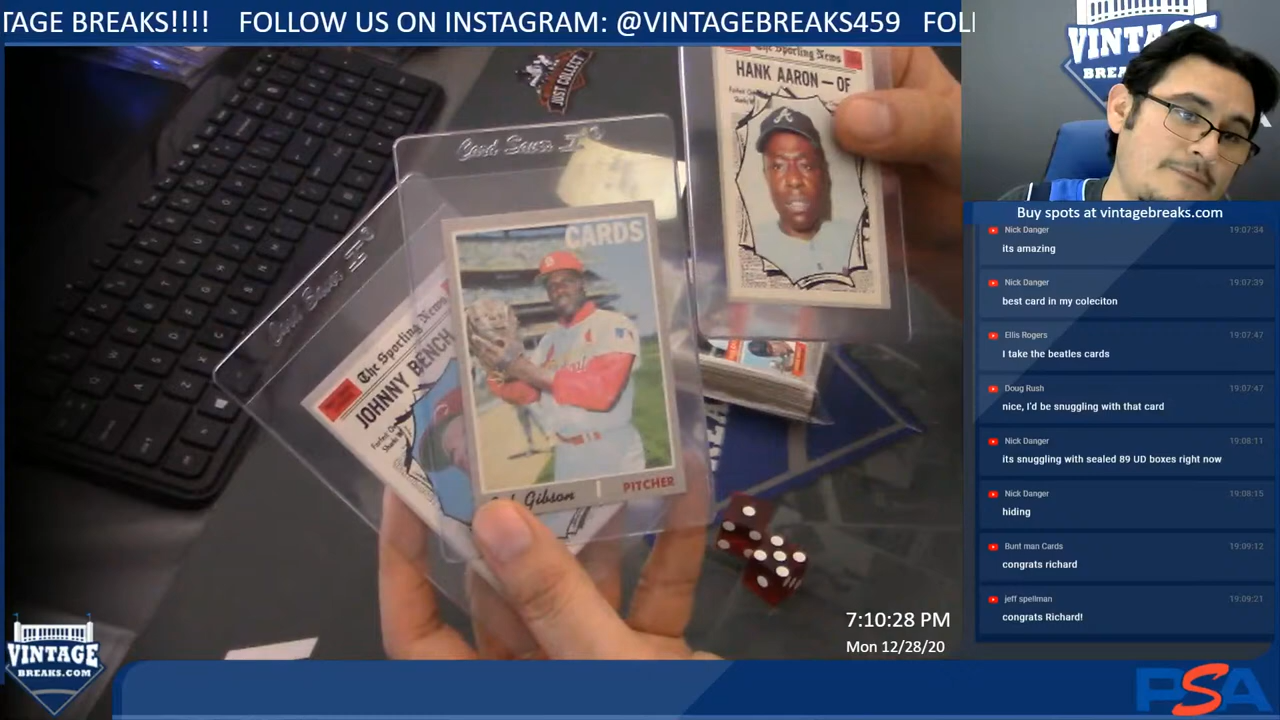 TAGE BREAKS!!!! FOLLOW US ON INSTAGRAM: @VINTAGEBREAKS459 FOLL
VINTAGE
BREA
JUST COLLECT
The Sporting News
HANK AARON — OF
Card Saver II
CARDS
Gibson
PITCHER
Card Saver
The Sporting News
JOHNNY BENCH
Buy spots at vintagebreaks.com
Nick Danger 19:07:34
its amazing
Nick Danger 19:07:39
best card in my coleciton
Ellis Rogers 19:07:47
I take the beatles cards
Doug Rush 19:07:47
nice, I'd be snuggling with that card
Nick Danger 19:08:11
its snuggling with sealed 89 UD boxes right now
Nick Danger 19:08:15
hiding
Bunt man Cards 19:09:12
congrats richard
jeff spellman 19:09:21
congrats Richard!
7:10:28 PM
Mon 12/28/20
VINTAGE
BREAKS.COM
PSA